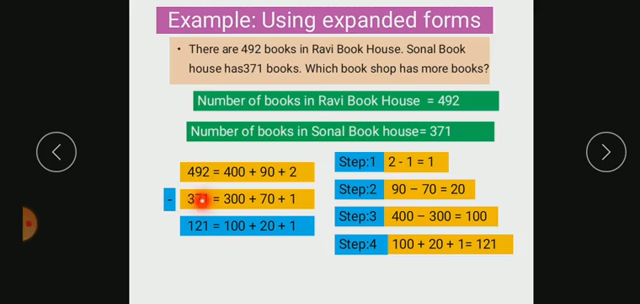 Example: Using expanded forms
• There are 492 books in Ravi Book House. Sonal Book
house has371 books. Which book shop has more books?
Number of books in Ravi Book House = 492
Number of books in Sonal Book house= 371
492 = 400 + 90 + 2
- 371 = 300 + 70 + 1
121 = 100 + 20 + 1
Step:1 2 - 1 = 1
Step:2 90 – 70 = 20
Step:3 400 – 300 = 100
Step:4 100 + 20 + 1= 121